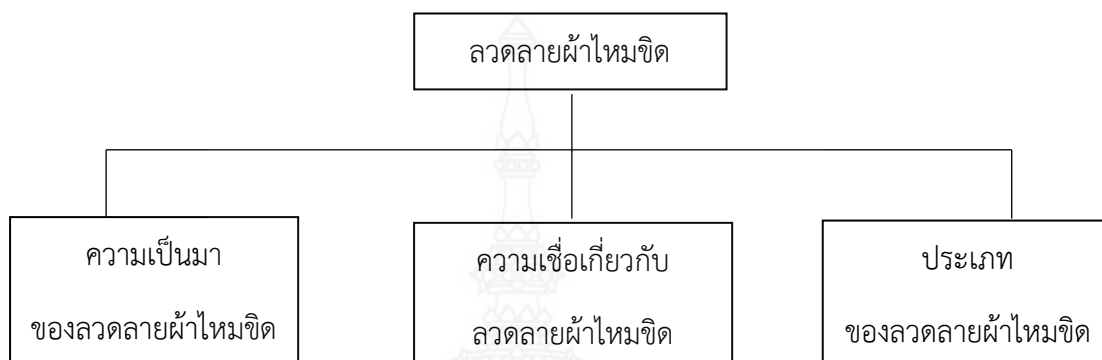 ลวดลายผ้าไหมขิด
ความเป็นมา
ของลวดลายผ้าไหมขิด
ความเชื่อเกี่ยวกับ
ลวดลายผ้าไหมขิด
ประเภท
ของลวดลายผ้าไหมขิด